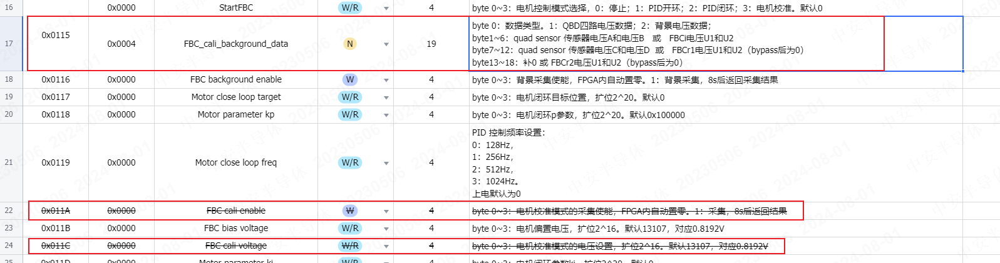 16 0x0000 StartFBC W/R 4 byte 0~3：电机控制模式选择，0：停止；1：PID开环；2：PID闭环；3：电机校准。默认0
17 0x0115 0x0004 FBC_cali_background_data N 19 byte 0：数据类型。1：QBD四路电压数据；2：背景电压数据；
byte1~6：quad sensor 传感器电压A和电压B 或 FBCi电压U1和U2
byte7~12：quad sensor 传感器电压C和电压D 或 FBCr1电压U1和U2（bypass后为0）
byte13~18：补0 或 FBCr2电压U1和U2（bypass后为0）
18 0x0116 0x0000 FBC background enable W 4 byte 0~3：背景采集使能，FPGA内自动置零。1：背景采集，8s后返回采集结果
19 0x0117 0x0000 Motor close loop target W/R 4 byte 0~3：电机闭环目标位置，扩位2^20。默认0
20 0x0118 0x0000 Motor parameter kp W/R 4 byte 0~3：电机闭环p参数，扩位2^20。默认0x100000
21 0x0119 0x0000 Motor close loop freq W/R 4 PID 控制频率设置：
0：128Hz，
1：256Hz，
2：512Hz，
3：1024Hz。
上电默认为0
22 0x011A 0x0000 FBC cali enable W 4 byte 0~3：电机校准模式的采集使能，FPGA内自动置零。1：采集，8s后返回结果
23 0x011B 0x0000 FBC bias voltage W/R 4 byte 0~3：电机偏置电压，扩位2^16。默认13107，对应0.8192V
24 0x011C 0x0000 FBC cali voltage W/R 4 byte 0~3：电机校准模式的电压设置，扩位2^16。默认13107，对应0.8192V
25 0x011D 0x0000 Motor parameter ki W/R 4 byte 0~3：电机闭环参数ki，扩位2^20。默认0
中安半导体 20230506 2024-08-01